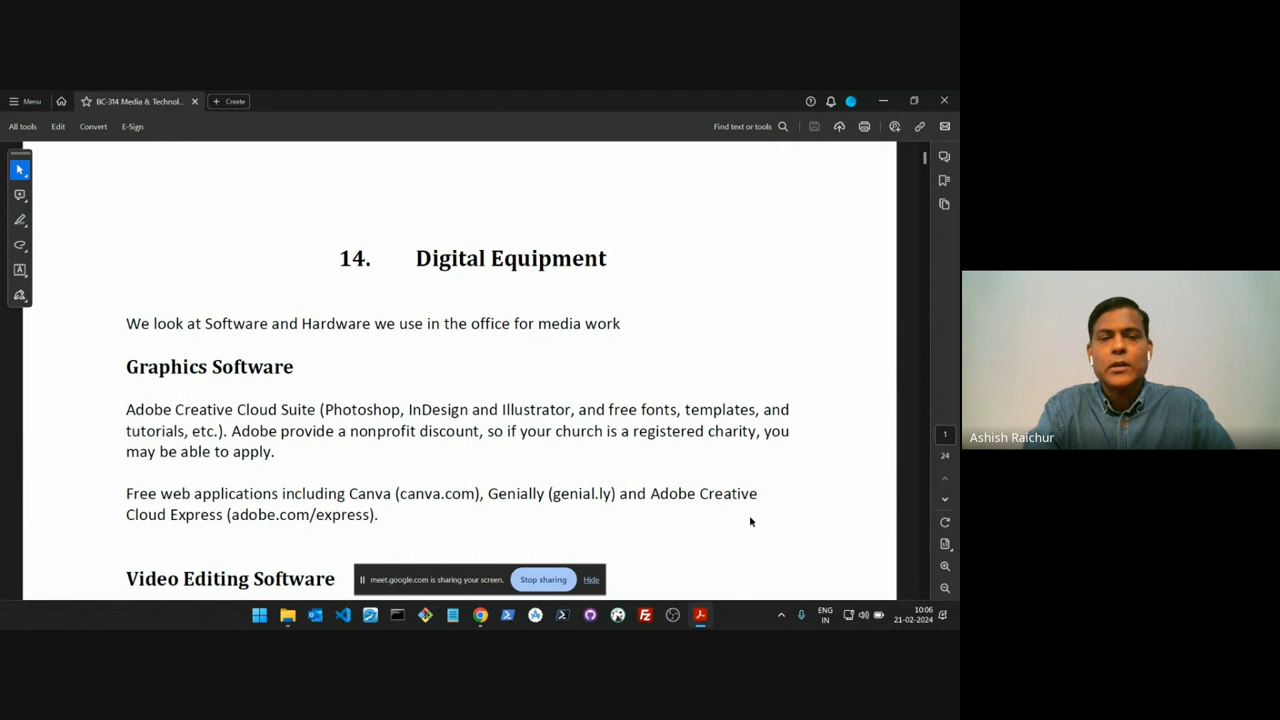 Menu
BC-314 Media & Technol...
Create
All tools
Edit
Convert
E-Sign
Find text or tools
14. Digital Equipment
We look at Software and Hardware we use in the office for media work
Graphics Software
Adobe Creative Cloud Suite (Photoshop, InDesign and Illustrator, and free fonts, templates, and
tutorials, etc.). Adobe provide a nonprofit discount, so if your church is a registered charity, you
may be able to apply.
Free web applications including Canva (canva.com), Genially (genial.ly) and Adobe Creative
Cloud Express (adobe.com/express).
Video Editing Software
meet.google.com is sharing your screen.
Stop sharing
Hide
1
24
ENG
IN
10:06
21-02-2024
Ashish Raichur